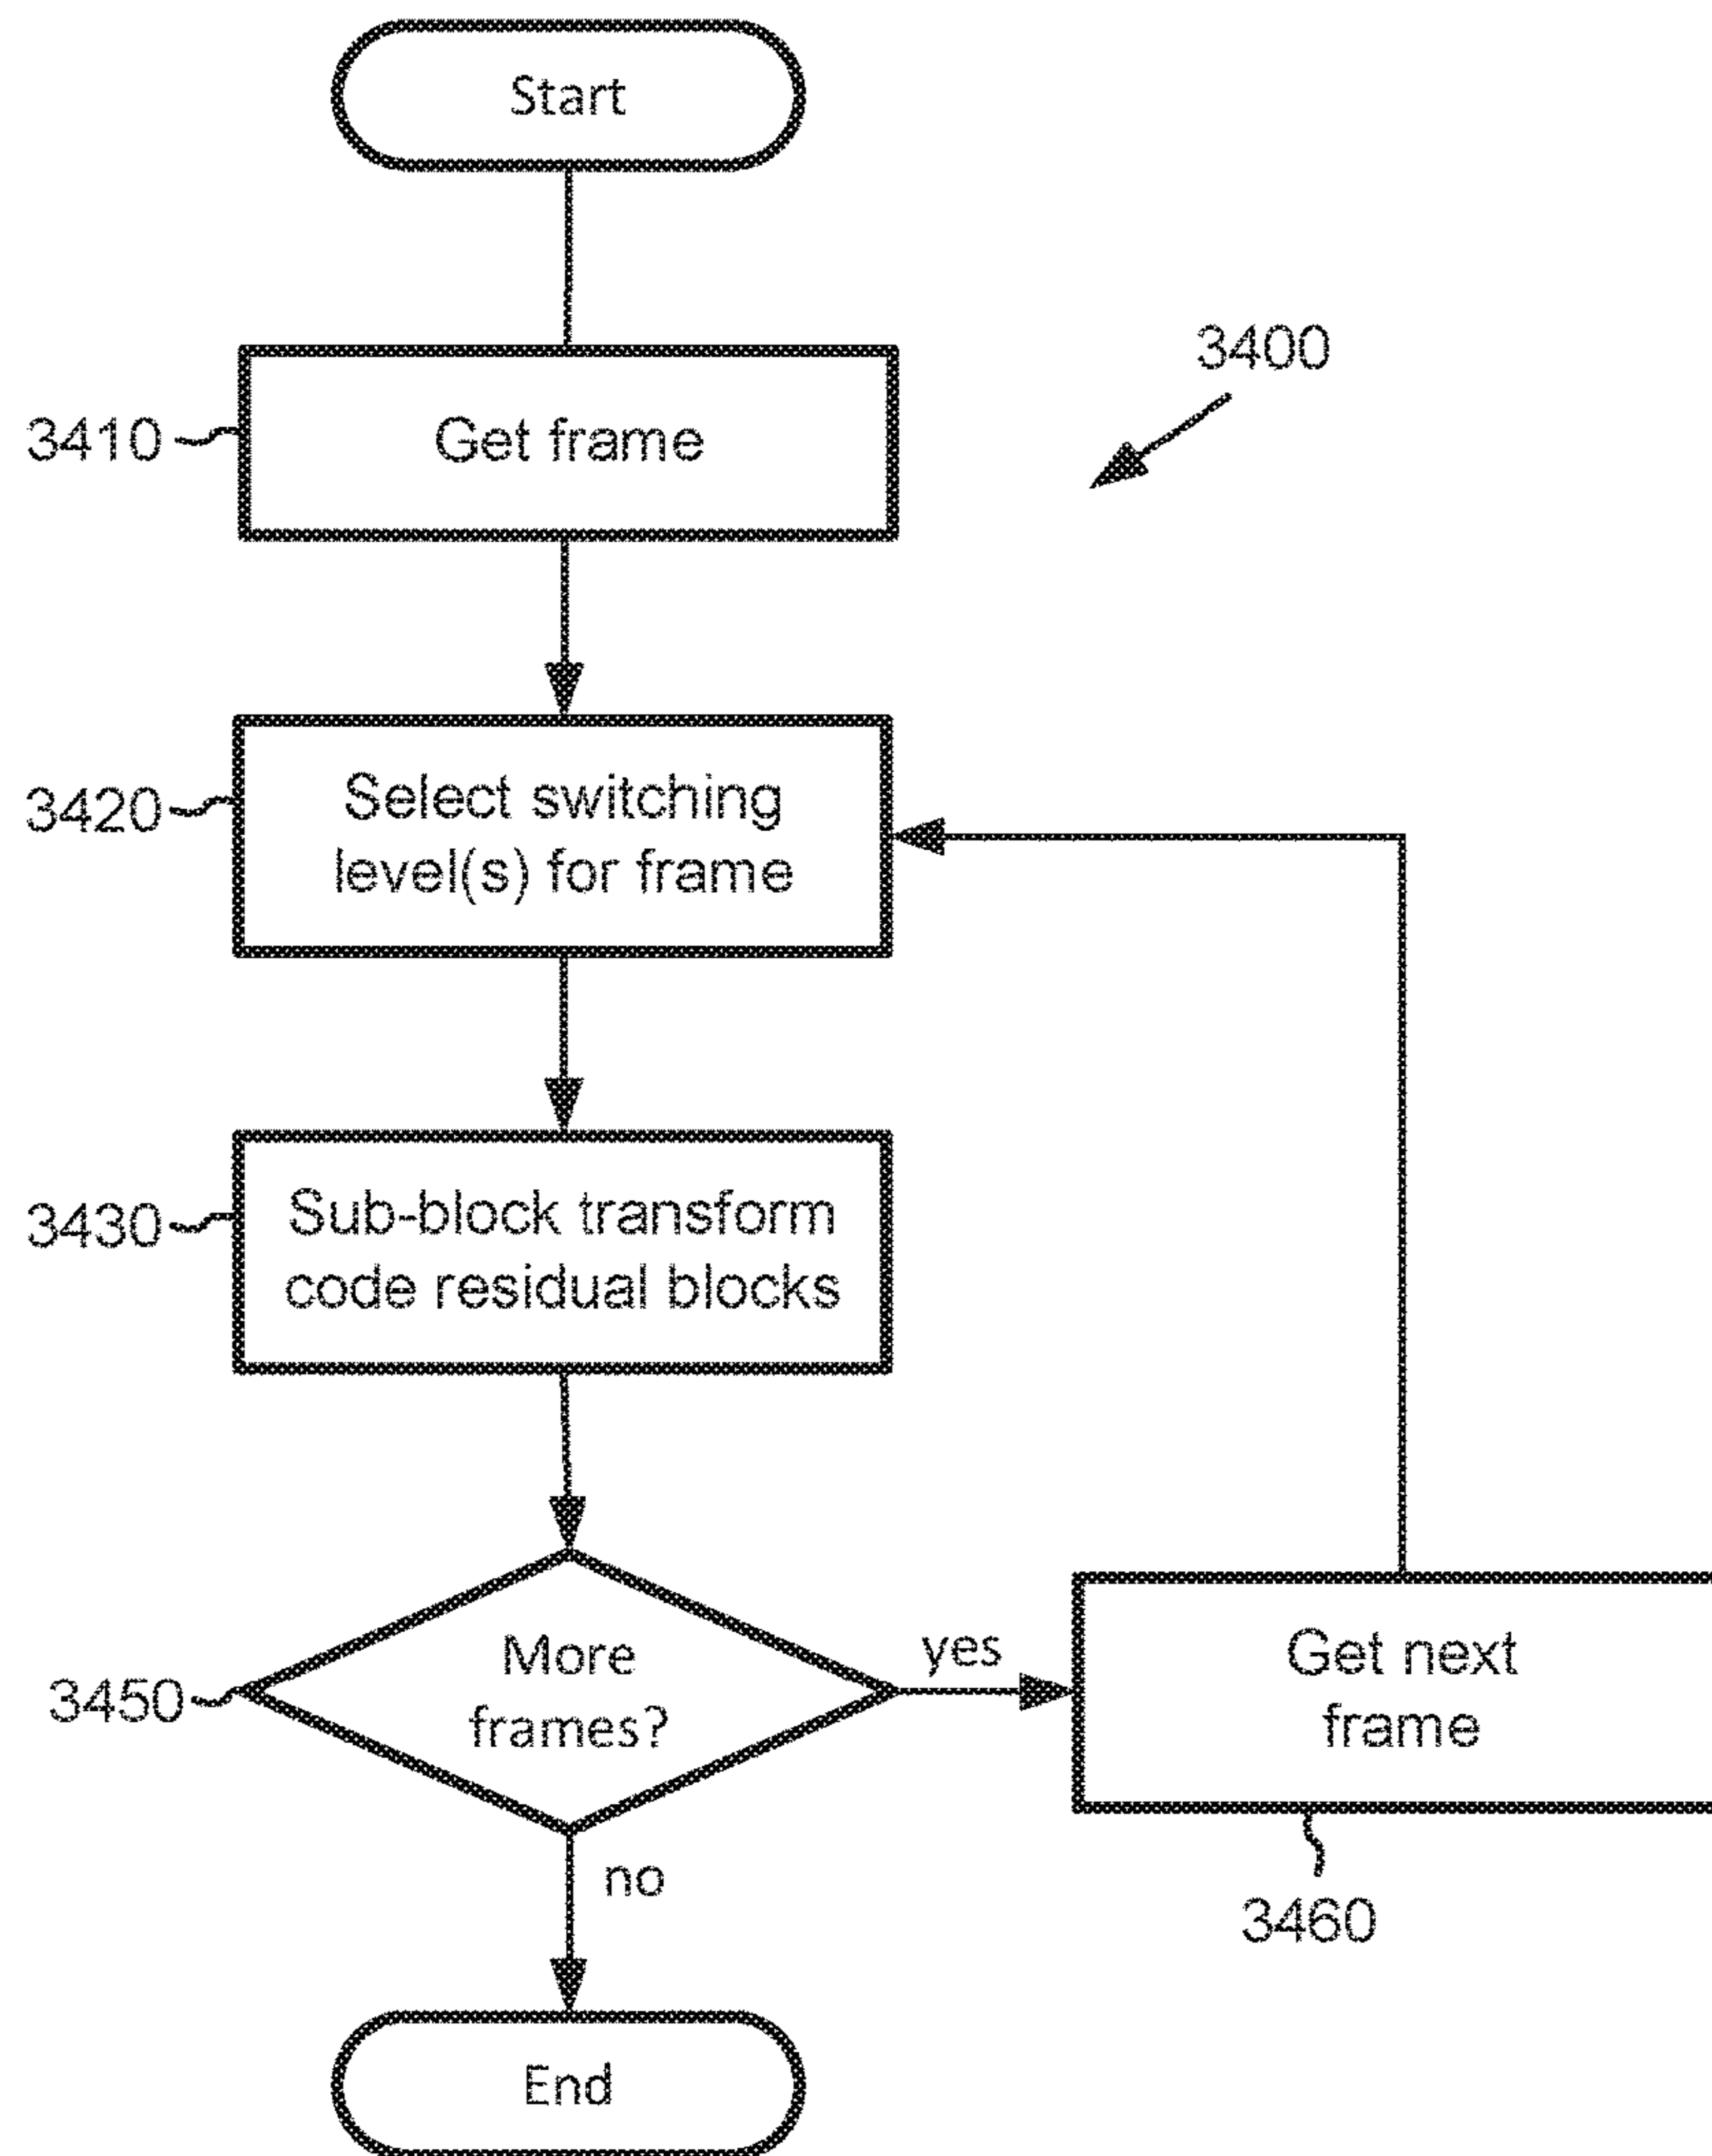 Start
3400
3410
Get frame
3420
Select switching
level(s) for frame
3430
Sub-block transform
code residual blocks
3450
More
frames?
yes
Get next
frame
no
3460
End